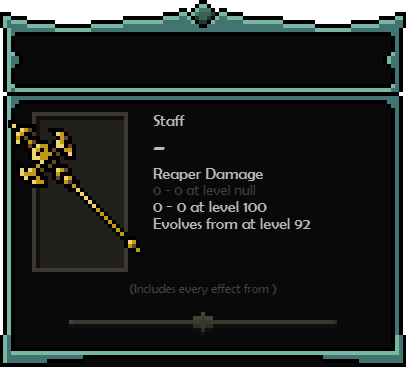 Staff
–
Reaper Damage
0 - 0 at level null
0 - 0 at level 100
Evolves from at level 92
(Includes every effect from )